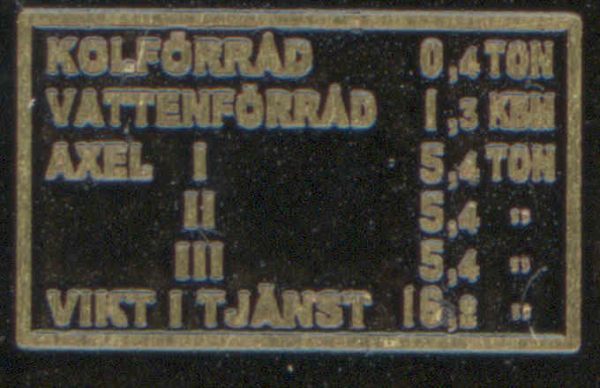 KOLFÖRRÅD 0,4 TON
VATTENFÖRRÅD 1,3 KBM
AXEL I 5,4 TON
II 5,4 "
III 5,4 "
VIKT I TJÄNST 16,2 "